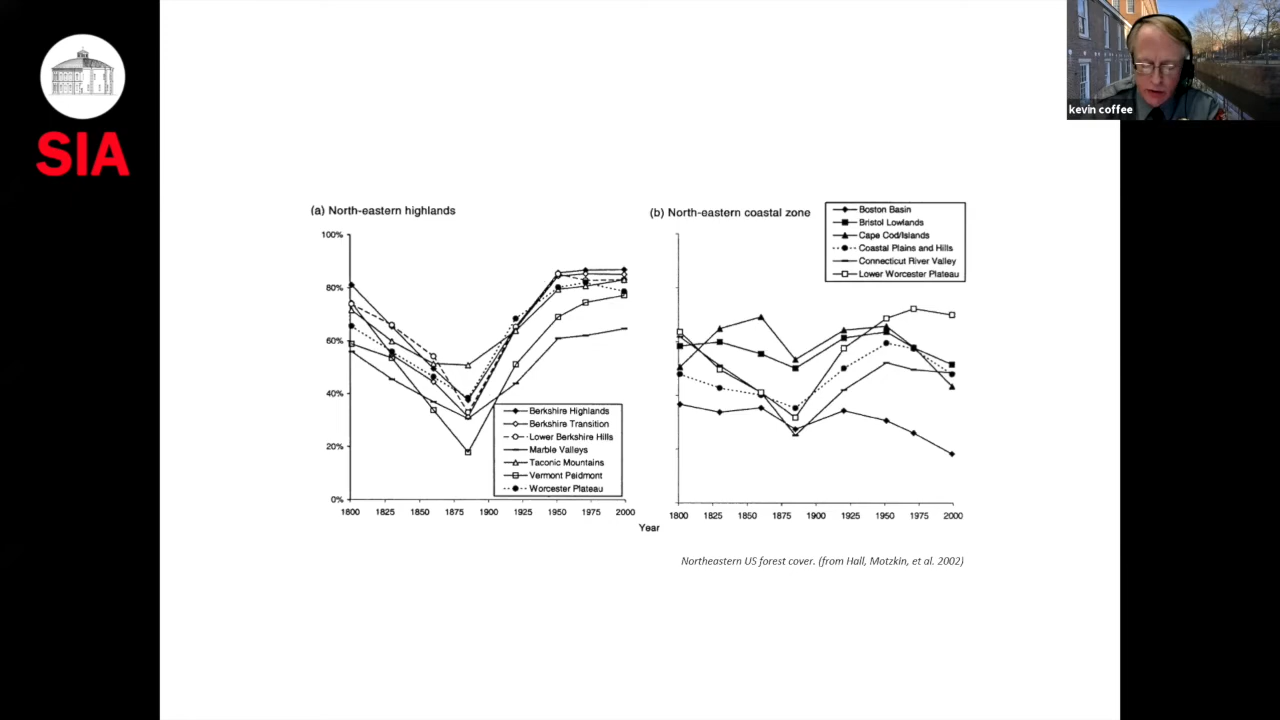 SIA
kevin coffee
(a) North-eastern highlands
100%
80%
60%
40%
20%
0%
1800 1825 1850 1875 1900 1925 1950 1975 2000
Berkshire Highlands
Berkshire Transition
Lower Berkshire Hills
Marble Valleys
Taconic Mountains
Vermont Peidmont
Worcester Plateau
Year
(b) North-eastern coastal zone
Boston Basin
Bristol Lowlands
Cape Cod/Islands
Coastal Plains and Hills
Connecticut River Valley
Lower Worcester Plateau
1800 1825 1850 1875 1900 1925 1950 1975 2000
Northeastern US forest cover. (from Hall, Motzkin, et al. 2002)